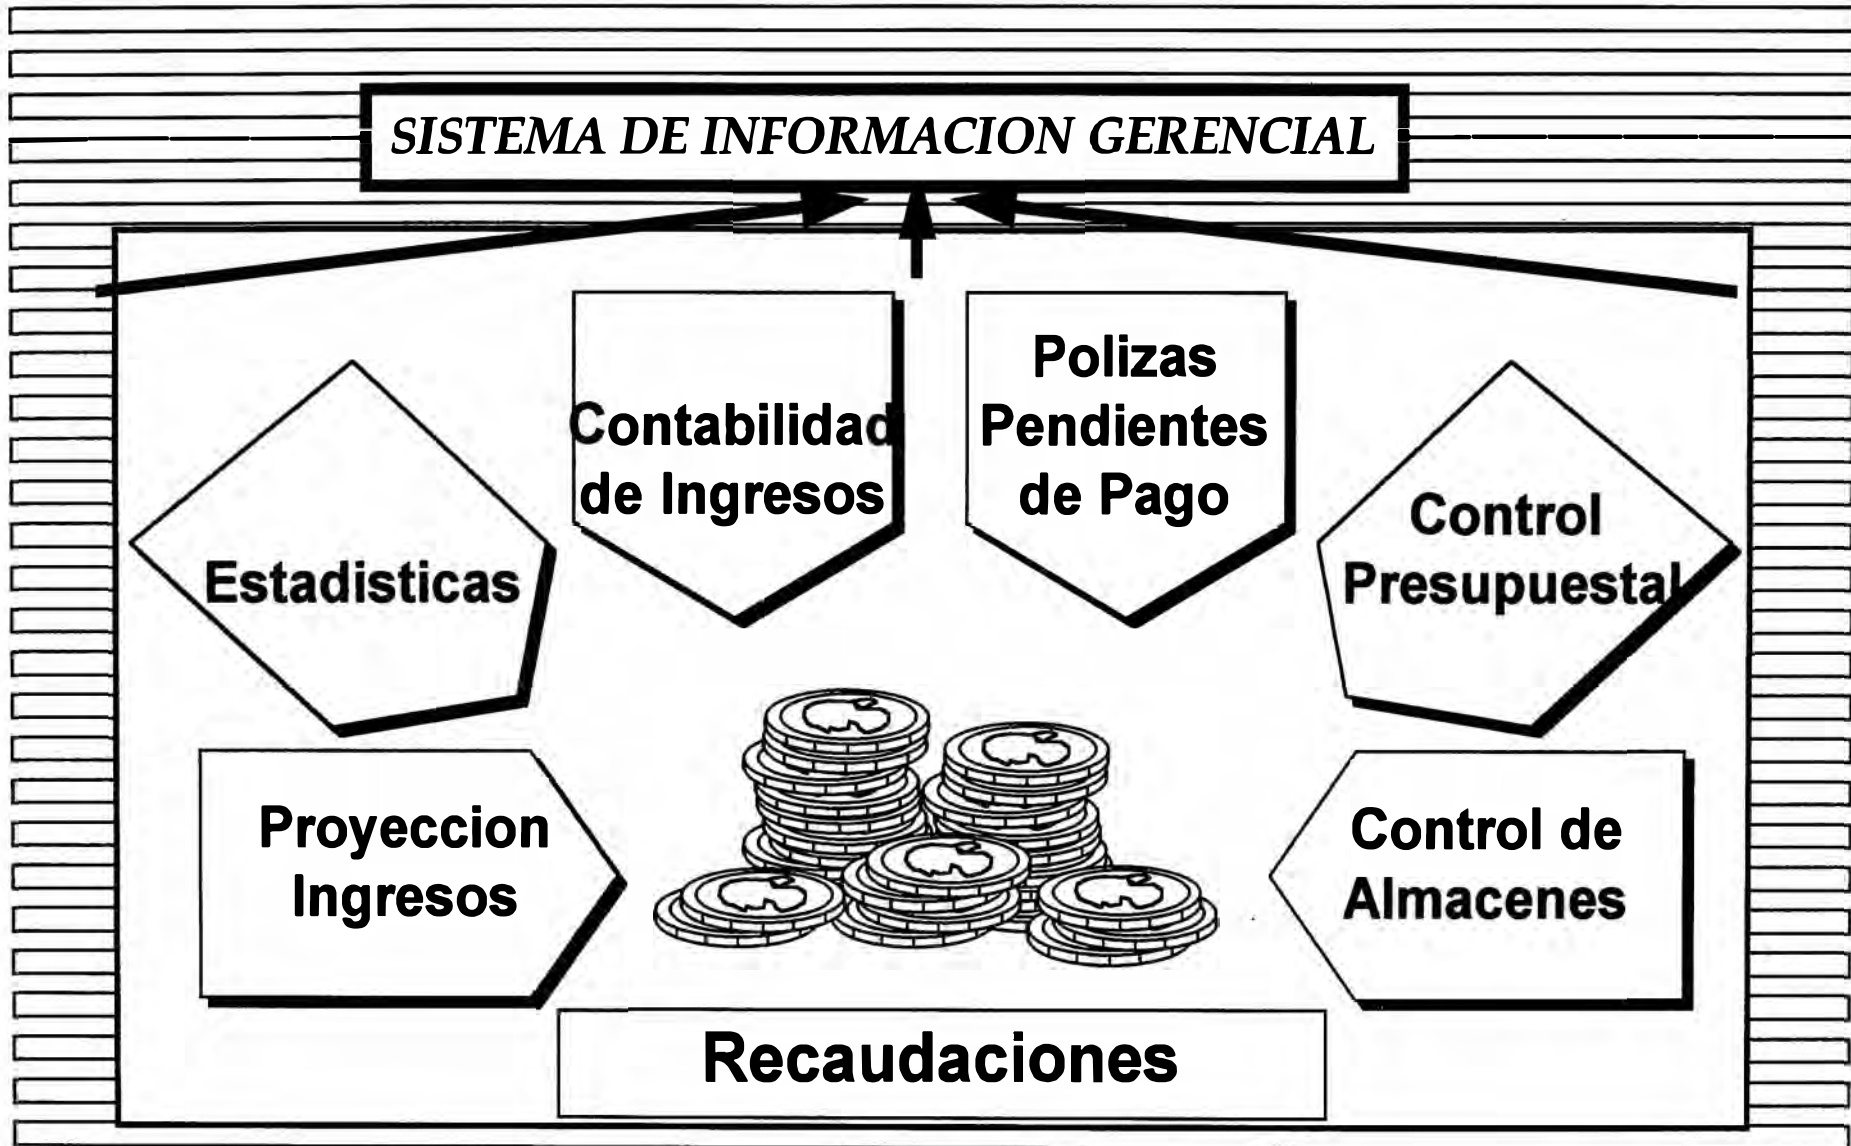 SISTEMA DE INFORMACION GERENCIAL
Contabilidad
de Ingresos
Polizas
Pendientes
de Pago
Estadisticas
Control
Presupuestal
Proyeccion
Ingresos
Control de
Almacenes
Recaudaciones